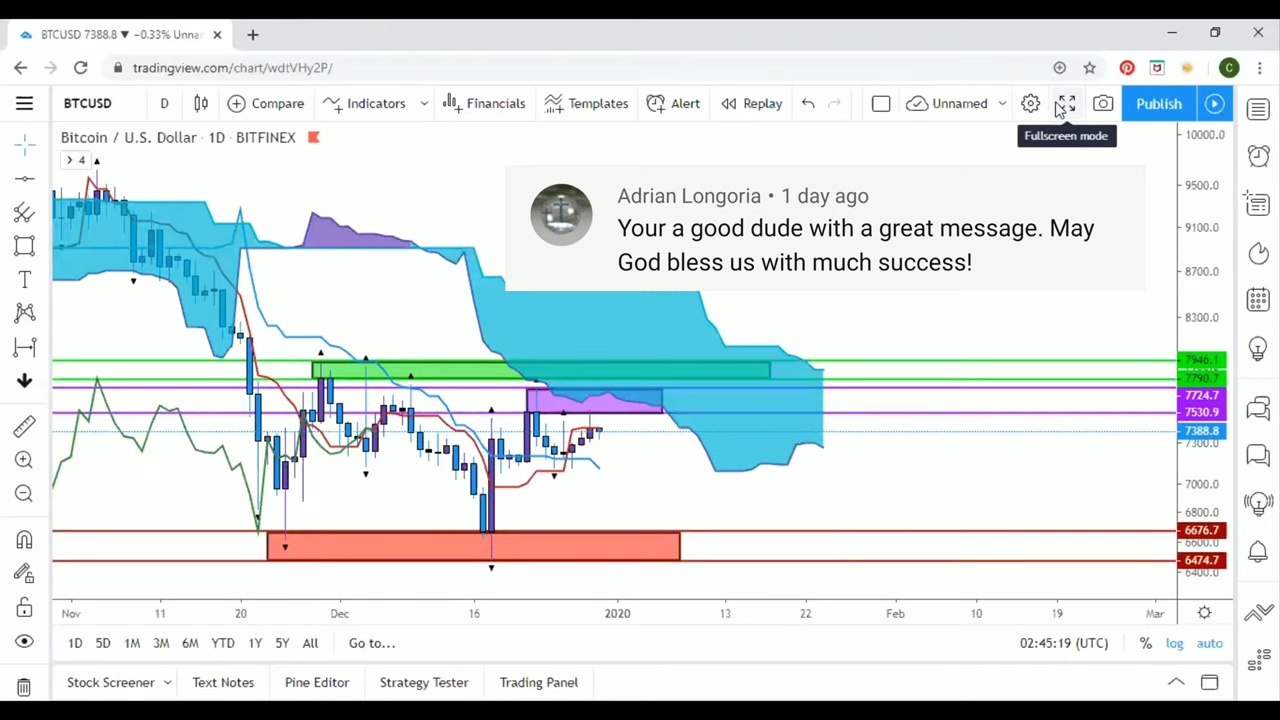 BTCUSD 7388.8 ▼ −0.33% Unna
tradingview.com/chart/wdtVHy2P/
C
BTCUSD D Compare Indicators Financials Templates Alert Replay Unnamed Publish
Fullscreen mode
Bitcoin / U.S. Dollar · 1D · BITFINEX
4
Adrian Longoria • 1 day ago
Your a good dude with a great message. May
God bless us with much success!
10000.0
9500.0
9100.0
8700.0
8300.0
7946.1
7790.7
7724.7
7530.9
7388.8
7300.0
7000.0
6800.0
6676.7
6600.0
6474.7
6400.0
Nov 11 20 Dec 16 2020 13 22 Feb 10 19 Mar
1D 5D 1M 3M 6M YTD 1Y 5Y All Go to... 02:45:19 (UTC) % log auto
Stock Screener Text Notes Pine Editor Strategy Tester Trading Panel